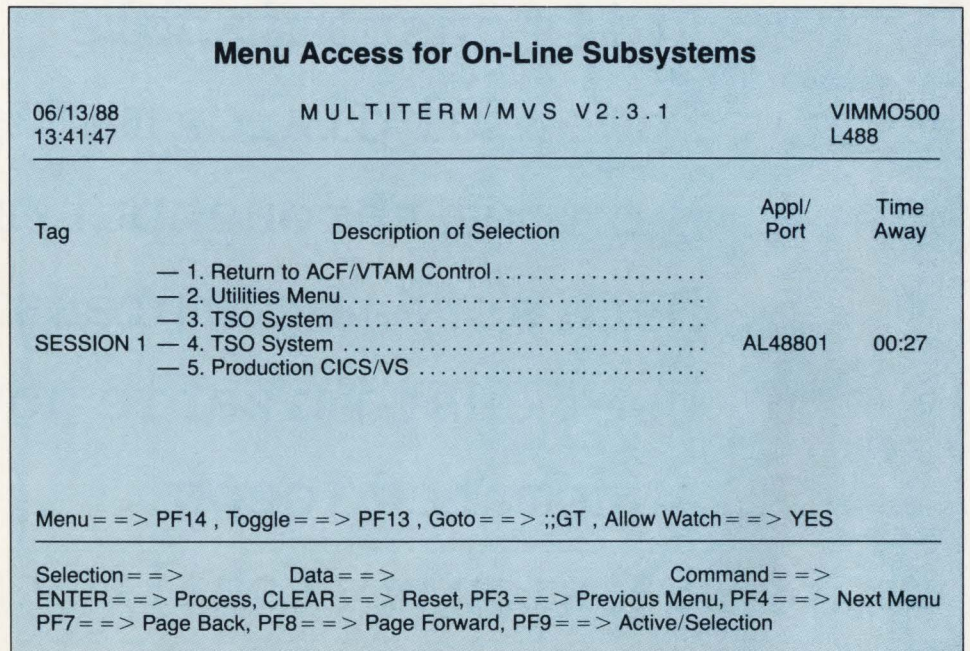 Menu Access for On-Line Subsystems
06/13/88 MULTITERM/MVS V2.3.1 VIMMO500
13:41:47 L488
Appl/ Time
Tag Description of Selection Port Away
— 1. Return to ACF/VTAM Control....................
— 2. Utilities Menu....................................
— 3. TSO System ....................................
SESSION 1 — 4. TSO System .................................... AL48801 00:27
— 5. Production CICS/VS ............................
Menu==> PF14 , Toggle==> PF13 , Goto==> ;;GT , Allow Watch==> YES
Selection==> Data==> Command==>
ENTER==> Process, CLEAR==> Reset, PF3==> Previous Menu, PF4==> Next Menu
PF7==> Page Back, PF8==> Page Forward, PF9==> Active/Selection